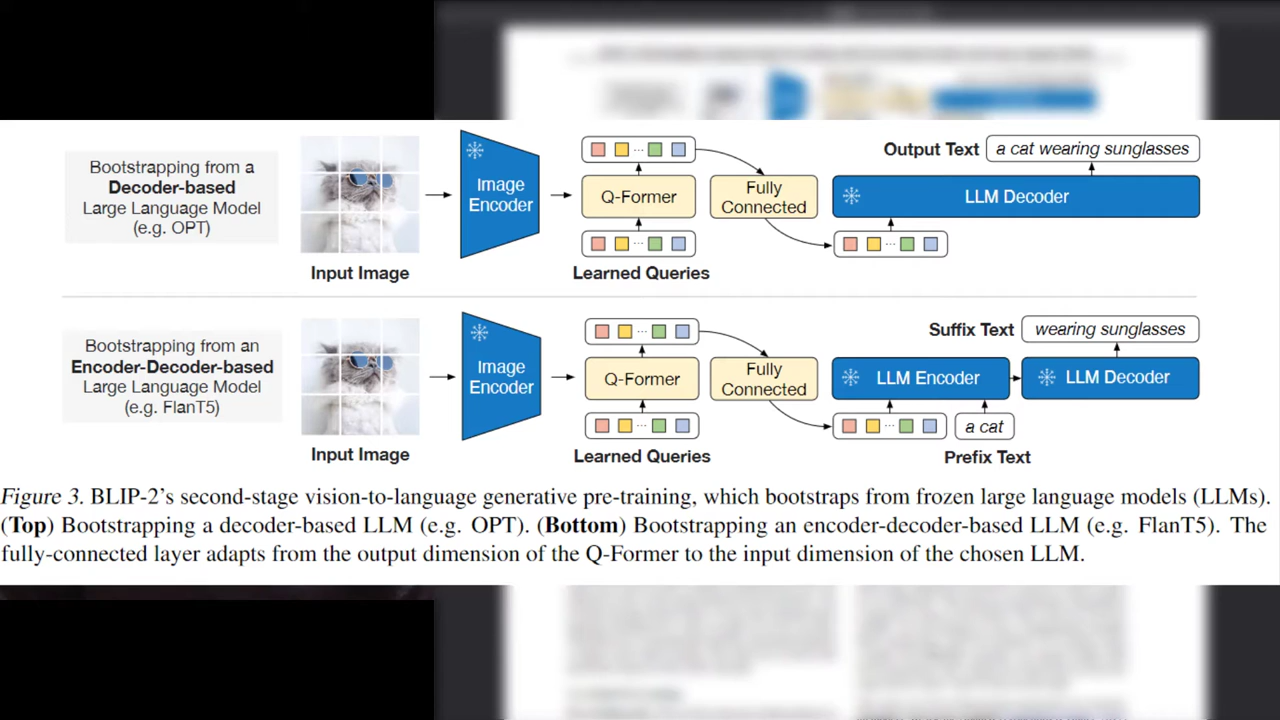 Bootstrapping from a
Decoder-based
Large Language Model
(e.g. OPT)
Input Image
Image
Encoder
Q-Former
Learned Queries
Fully
Connected
Output Text
a cat wearing sunglasses
LLM Decoder
Bootstrapping from an
Encoder-Decoder-based
Large Language Model
(e.g. FlanT5)
Input Image
Image
Encoder
Q-Former
Learned Queries
Fully
Connected
Suffix Text
wearing sunglasses
LLM Encoder
LLM Decoder
a cat
Prefix Text
Figure 3. BLIP-2’s second-stage vision-to-language generative pre-training, which bootstraps from frozen large language models (LLMs).
(Top) Bootstrapping a decoder-based LLM (e.g. OPT). (Bottom) Bootstrapping an encoder-decoder-based LLM (e.g. FlanT5). The
fully-connected layer adapts from the output dimension of the Q-Former to the input dimension of the chosen LLM.